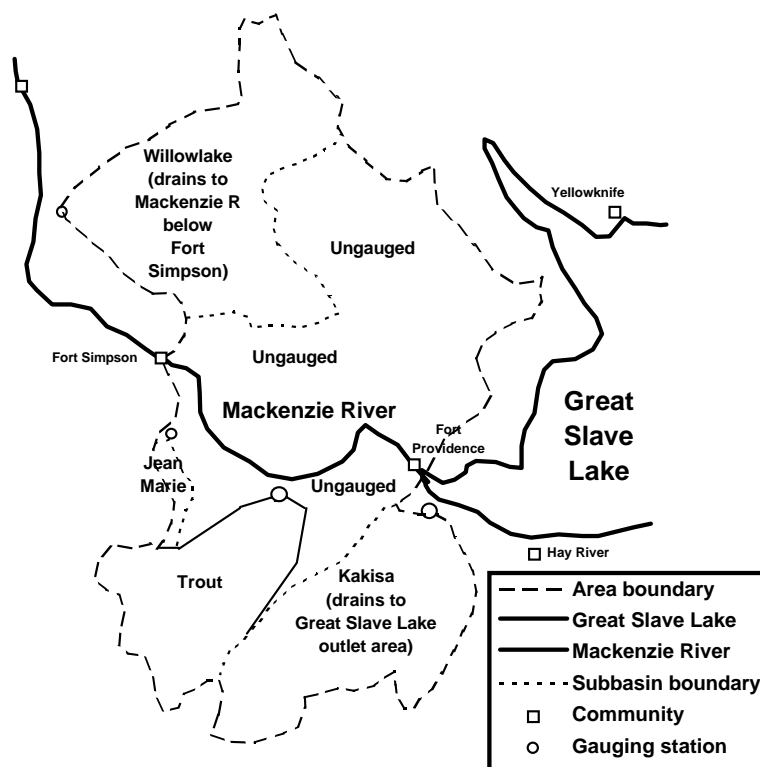 Willowlake
(drains to
Mackenzie R
below
Fort
Simpson)
Yellowknife
Ungauged
Fort Simpson
Ungauged
Mackenzie River
Great
Slave
Lake
Fort
Providence
Jean
Marie
Ungauged
Hay River
Trout
Kakisa
(drains to
Great Slave Lake
outlet area)
Area boundary
Great Slave Lake
Mackenzie River
Subbasin boundary
Community
Gauging station